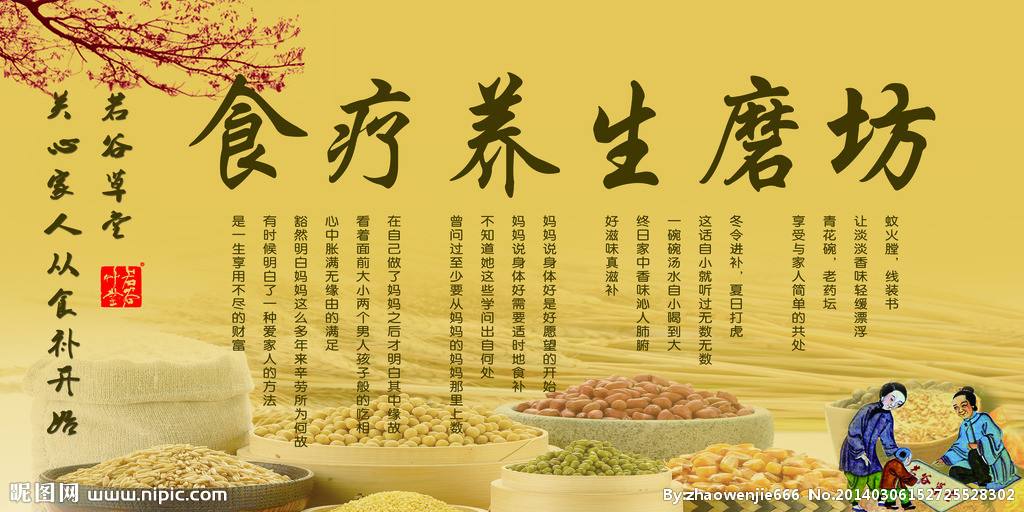 食疗养生磨坊
若谷草堂
关心家人从食补开始
若谷
草堂
蚊火膛，线装书
让淡淡香味轻缓漂浮
青花碗，老药坛
享受与家人简单的共处
冬令进补，夏日打虎
这话自小就听过无数无数
一碗碗汤水自小喝到大
终日家中香味沁人肺腑
好滋味真滋补
妈妈说身体好是好愿望的开始
妈妈说身体好需要适时地食补
不知道她这些学问出自何处
曾问过至少要从妈妈的妈妈那里上数
在自己做了妈妈之后才明白其中缘故
看着面前大小两个男人孩子般的吃相
心中胀满无缘由的满足
豁然明白妈妈这么多年来辛劳所为何故
有时候明白了一种爱家人的方法
是一生享用不尽的财富
昵图网 www.nipic.com
By:zhaowenjie666 No.20140306152725528302